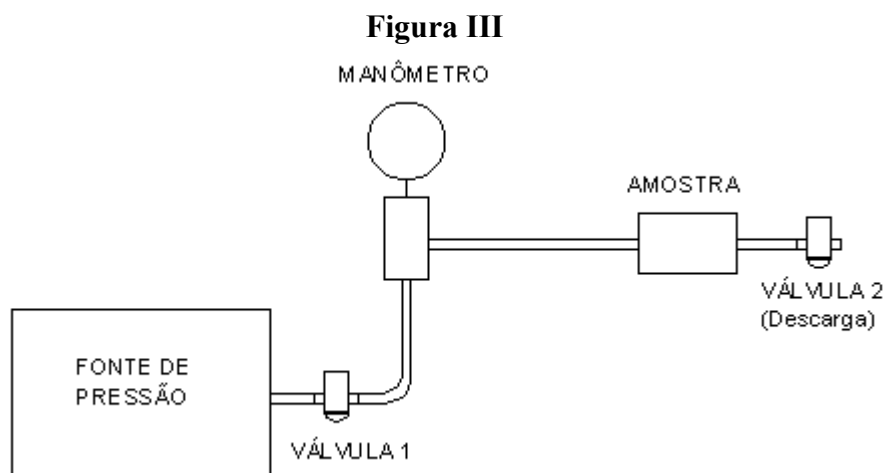 Figura III
MANÔMETRO
AMOSTRA
VÁLVULA 2
(Descarga)
FONTE DE
PRESSÃO
VÁLVULA 1